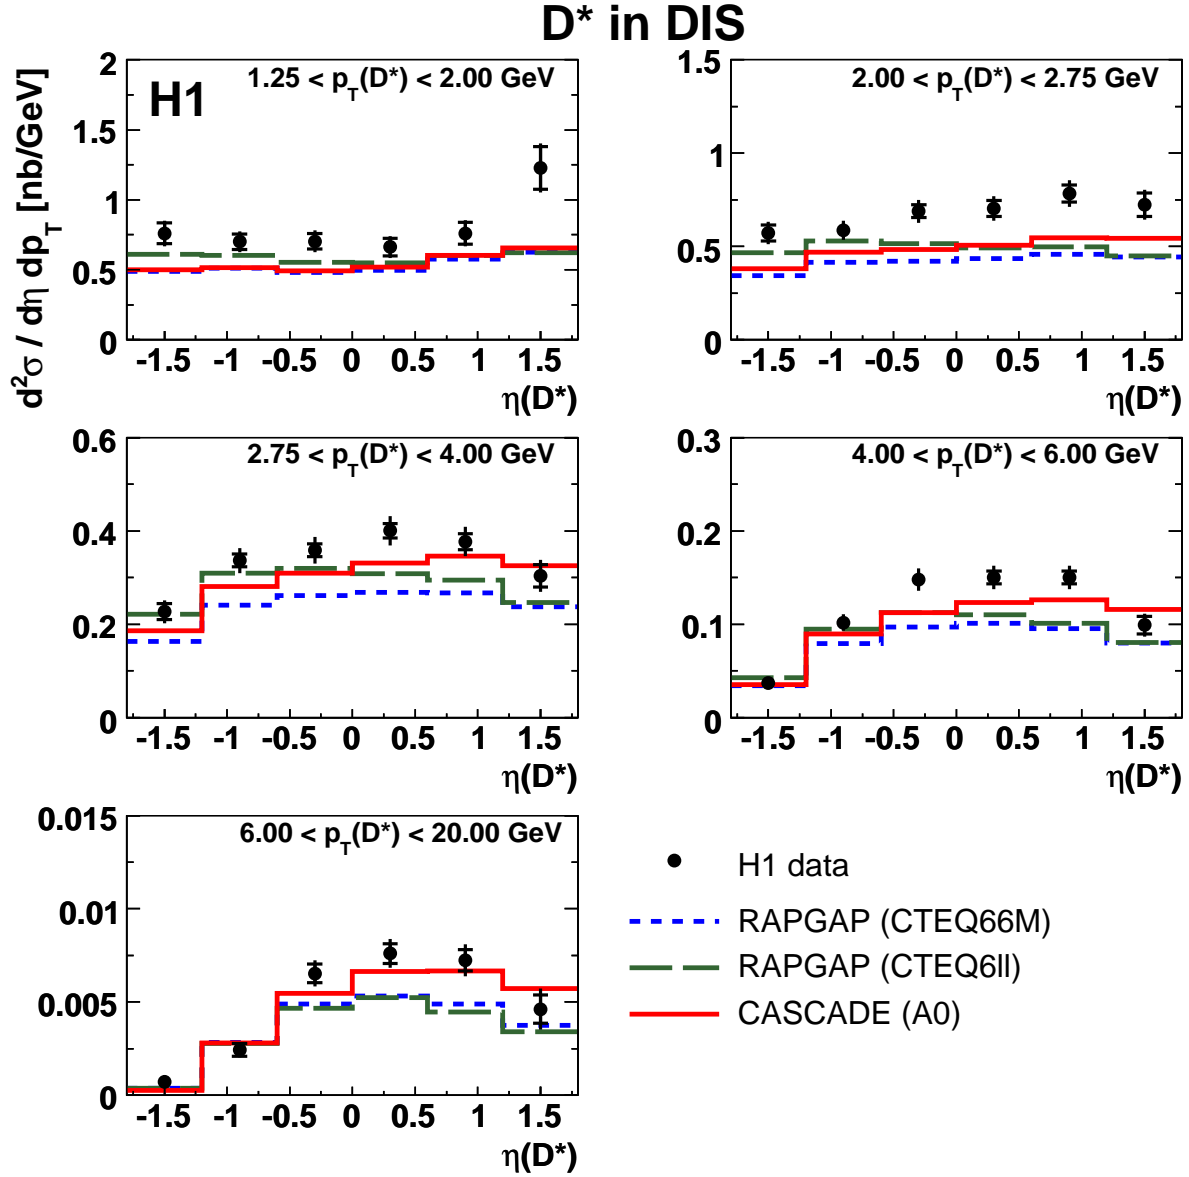 D* in DIS
d²σ / dη dp_T [nb/GeV]
H1
1.25 < p_T(D*) < 2.00 GeV
2
1.5
1
0.5
0
-1.5 -1 -0.5 0 0.5 1 1.5
η(D*)
2.00 < p_T(D*) < 2.75 GeV
1.5
1
0.5
0
-1.5 -1 -0.5 0 0.5 1 1.5
η(D*)
2.75 < p_T(D*) < 4.00 GeV
0.6
0.4
0.2
0
-1.5 -1 -0.5 0 0.5 1 1.5
η(D*)
4.00 < p_T(D*) < 6.00 GeV
0.3
0.2
0.1
0
-1.5 -1 -0.5 0 0.5 1 1.5
η(D*)
6.00 < p_T(D*) < 20.00 GeV
0.015
0.01
0.005
0
-1.5 -1 -0.5 0 0.5 1 1.5
η(D*)
H1 data
RAPGAP (CTEQ66M)
RAPGAP (CTEQ6ll)
CASCADE (A0)